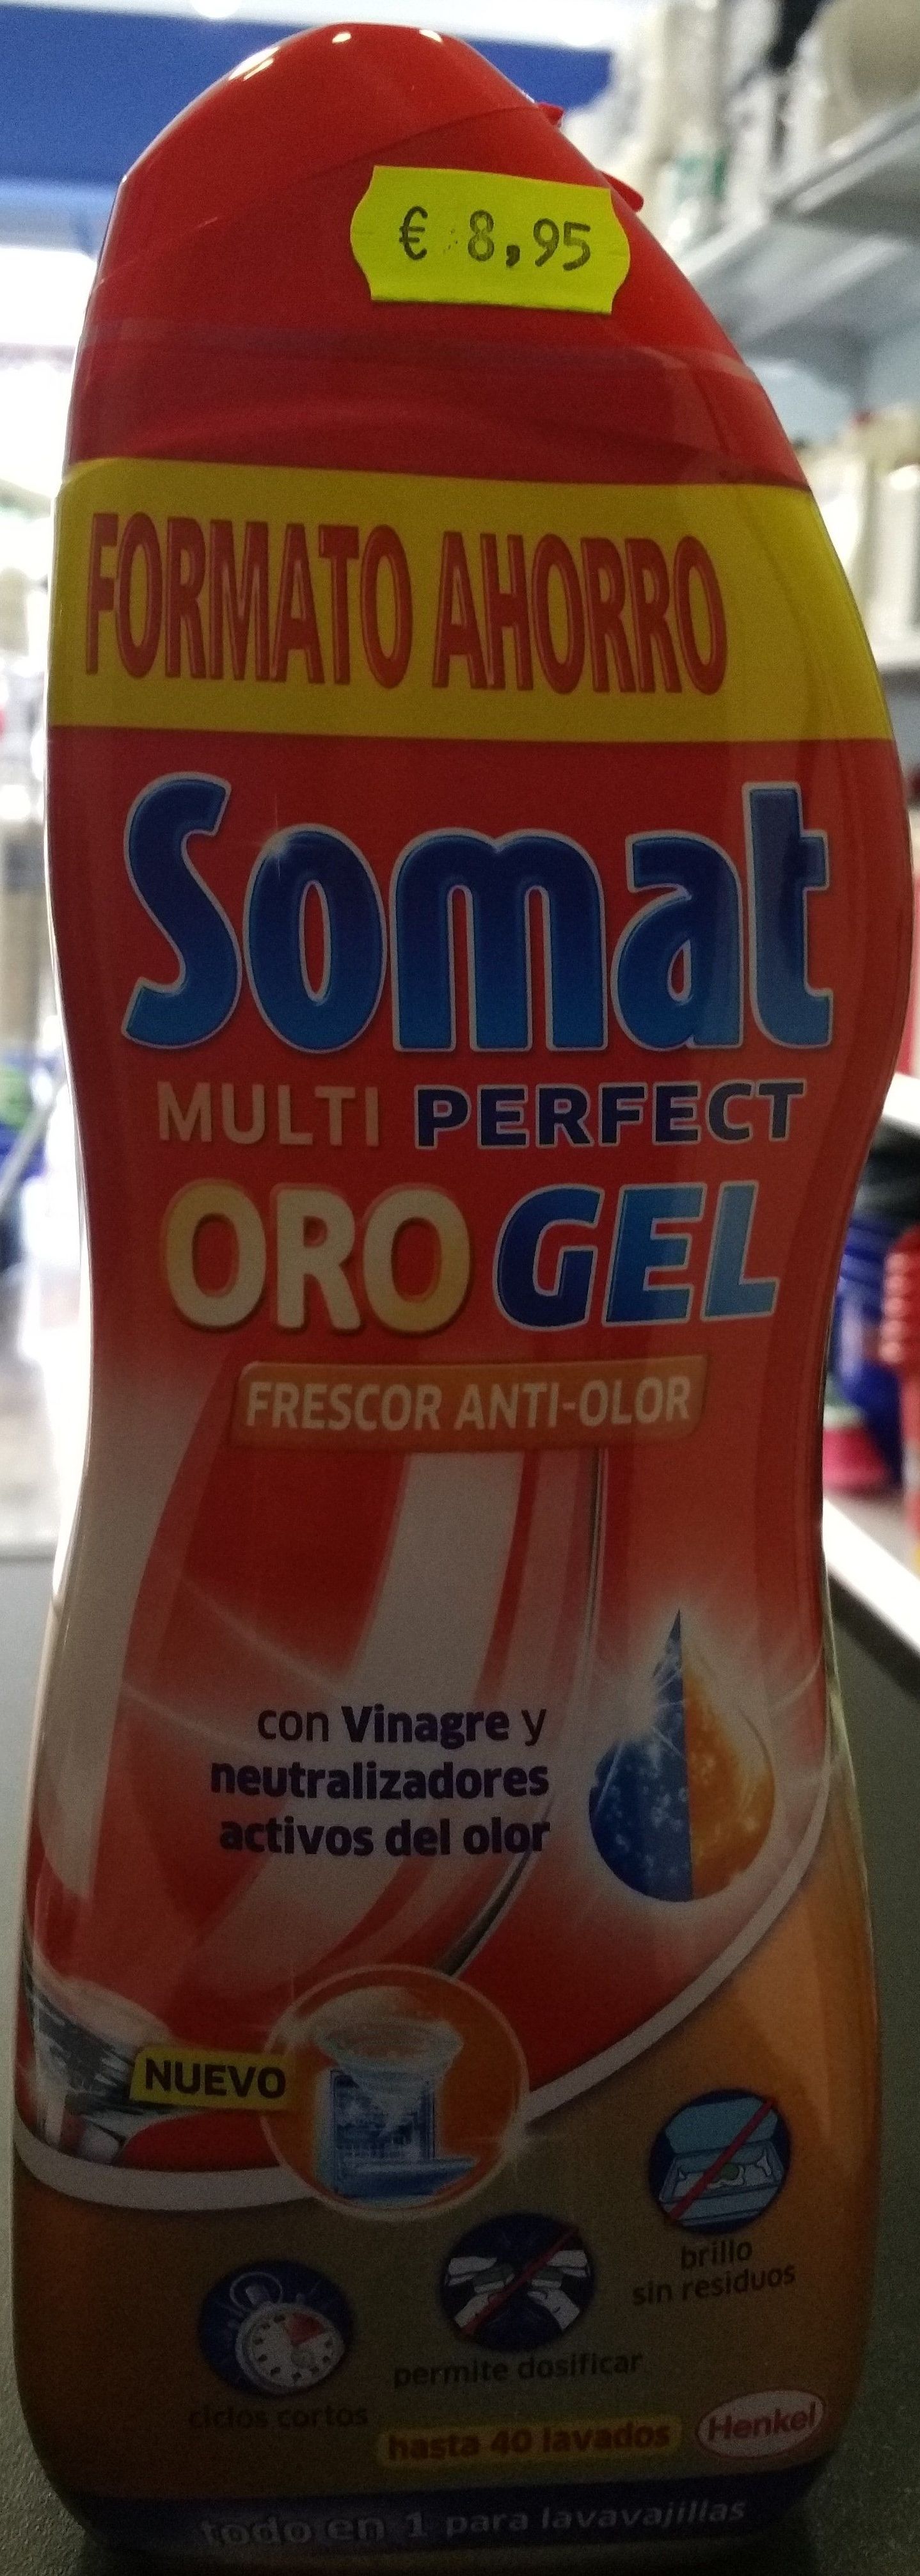 € 8,95
FORMATO AHORRO
Somat
MULTI PERFECT
ORO GEL
FRESCOR ANTI-OLOR
con Vinagre y
neutralizadores
activos del olor
NUEVO
brillo
sin residuos
permite dosificar
ciclos cortos
hasta 40 lavados
Henkel
todo en 1 para lavavajillas